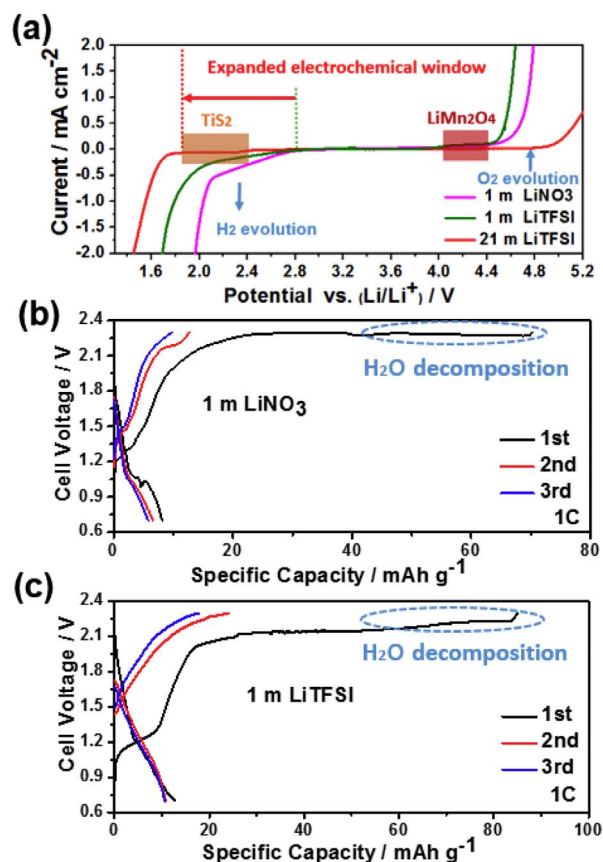 (a)
2.0
1.5
1.0
0.5
0.0
-0.5
-1.0
-1.5
-2.0
Current / mA cm-2
Expanded electrochemical window
TiS2
LiMn2O4
H2 evolution
O2 evolution
1 m LiNO3
1 m LiTFSI
21 m LiTFSI
1.6 2.0 2.4 2.8 3.2 3.6 4.0 4.4 4.8 5.2
Potential vs. (Li/Li+) / V
(b)
2.4
2.1
1.8
1.5
1.2
0.9
0.6
Cell Voltage / V
H2O decomposition
1 m LiNO3
1st
2nd
3rd
1C
0 20 40 60 80
Specific Capacity / mAh g-1
(c)
2.4
2.1
1.8
1.5
1.2
0.9
0.6
Cell Voltage / V
H2O decomposition
1 m LiTFSI
1st
2nd
3rd
1C
0 20 40 60 80 100
Specific Capacity / mAh g-1